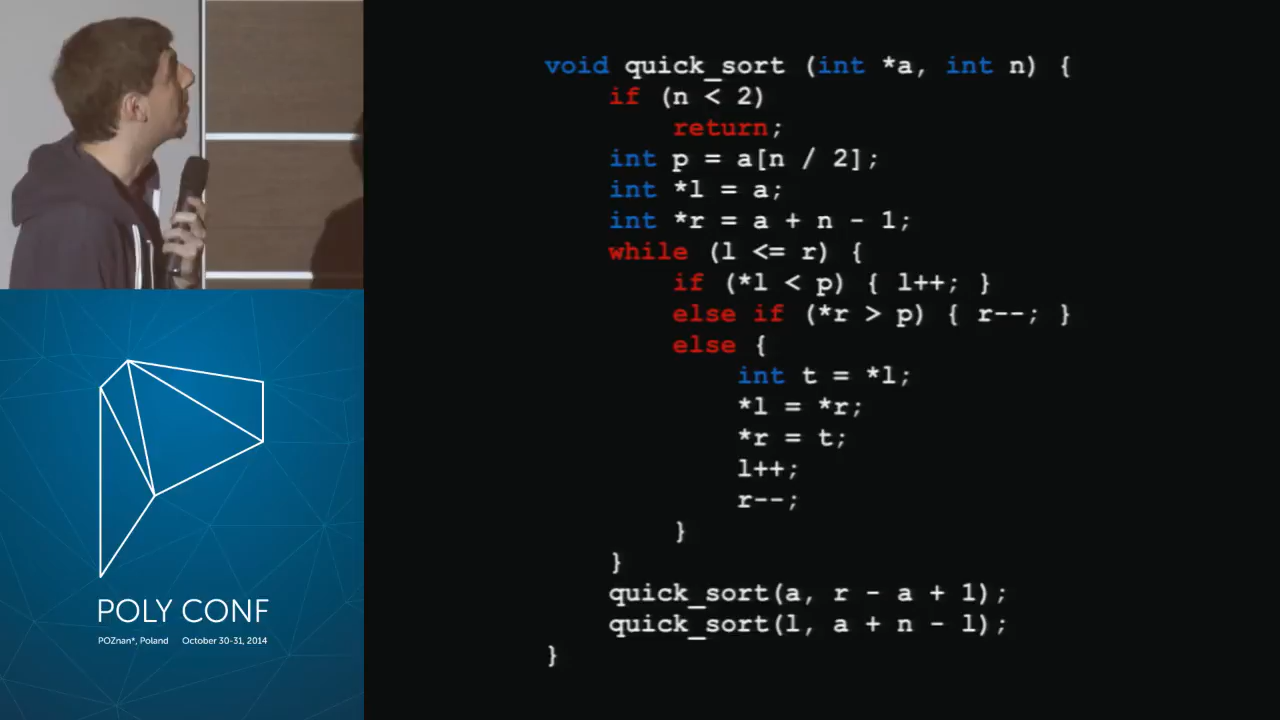 void quick_sort (int *a, int n) {
if (n < 2)
return;
int p = a[n / 2];
int *l = a;
int *r = a + n - 1;
while (l <= r) {
if (*l < p) { l++; }
else if (*r > p) { r--; }
else {
int t = *l;
*l = *r;
*r = t;
l++;
r--;
}
}
quick_sort(a, r - a + 1);
quick_sort(l, a + n - l);
}
POLY CONF
POZnan*, Poland October 30-31, 2014